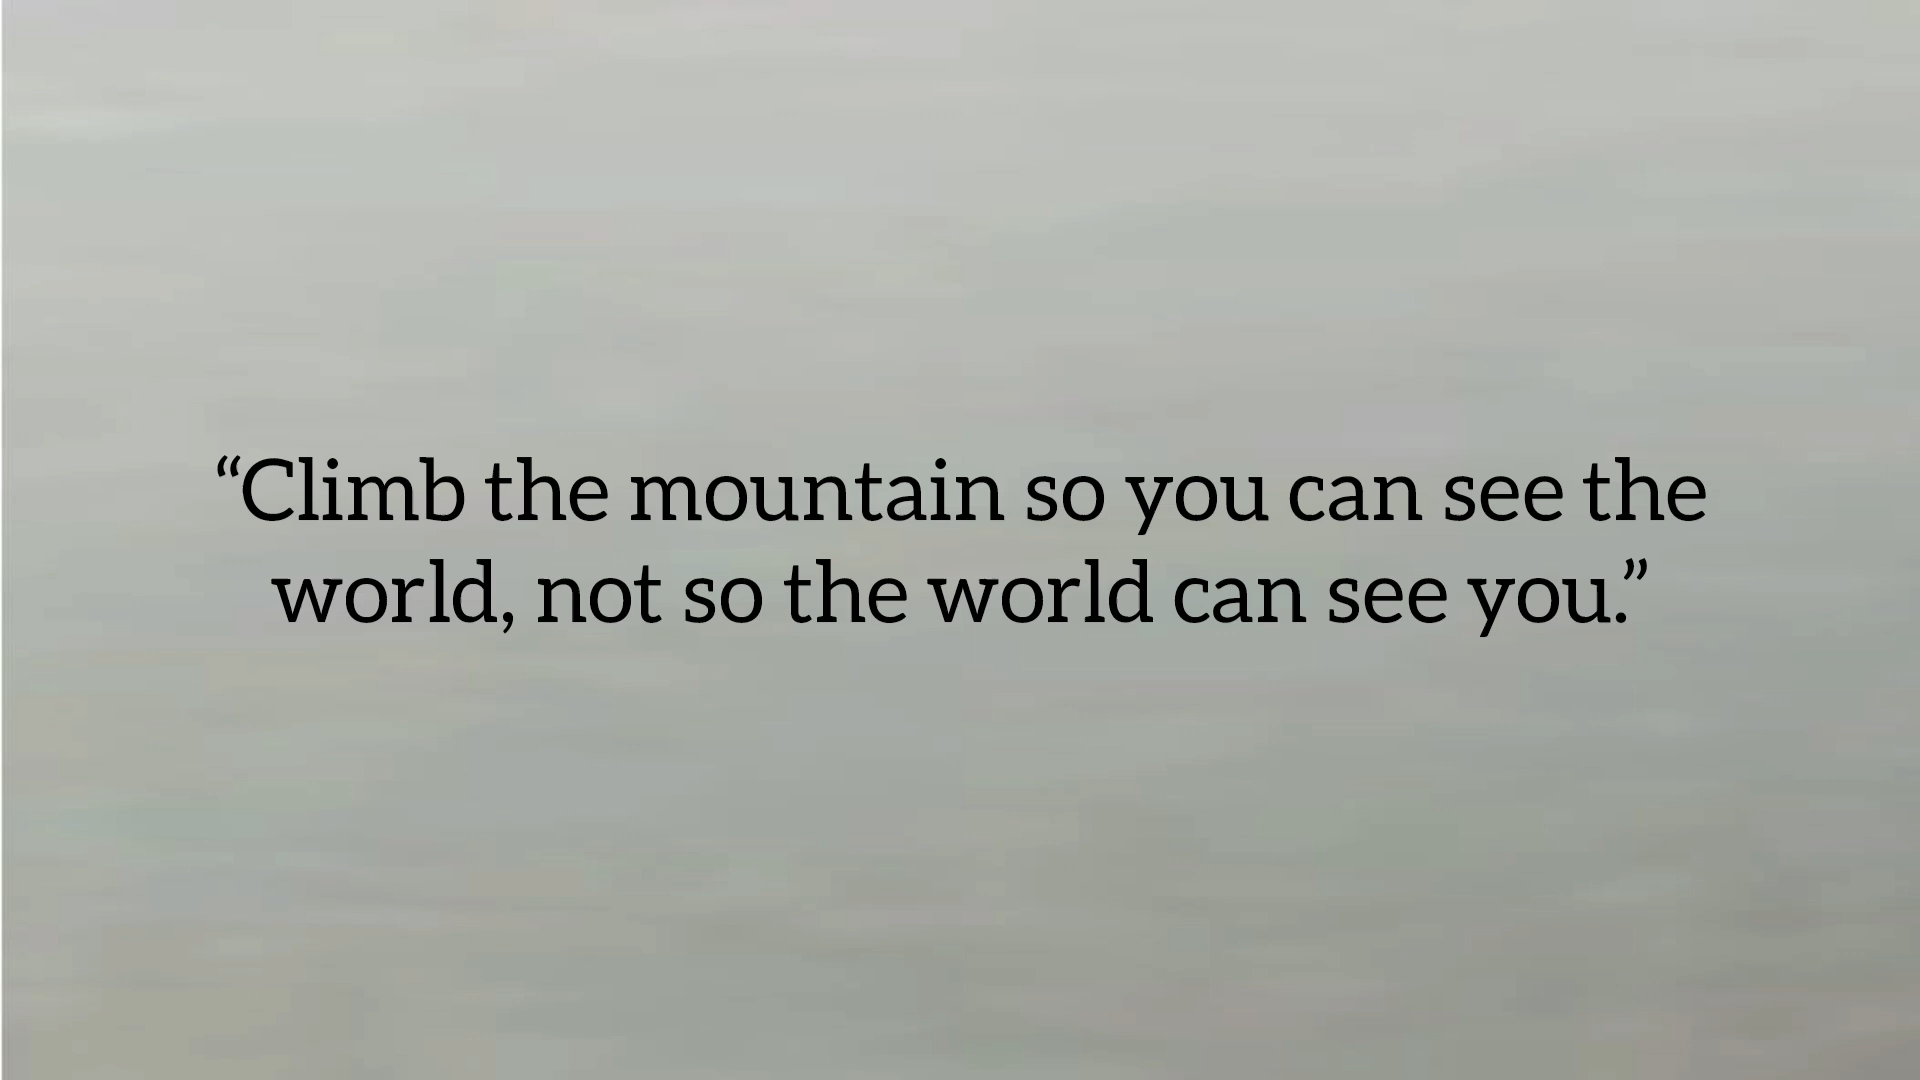 “Climb the mountain so you can see the
world, not so the world can see you.”